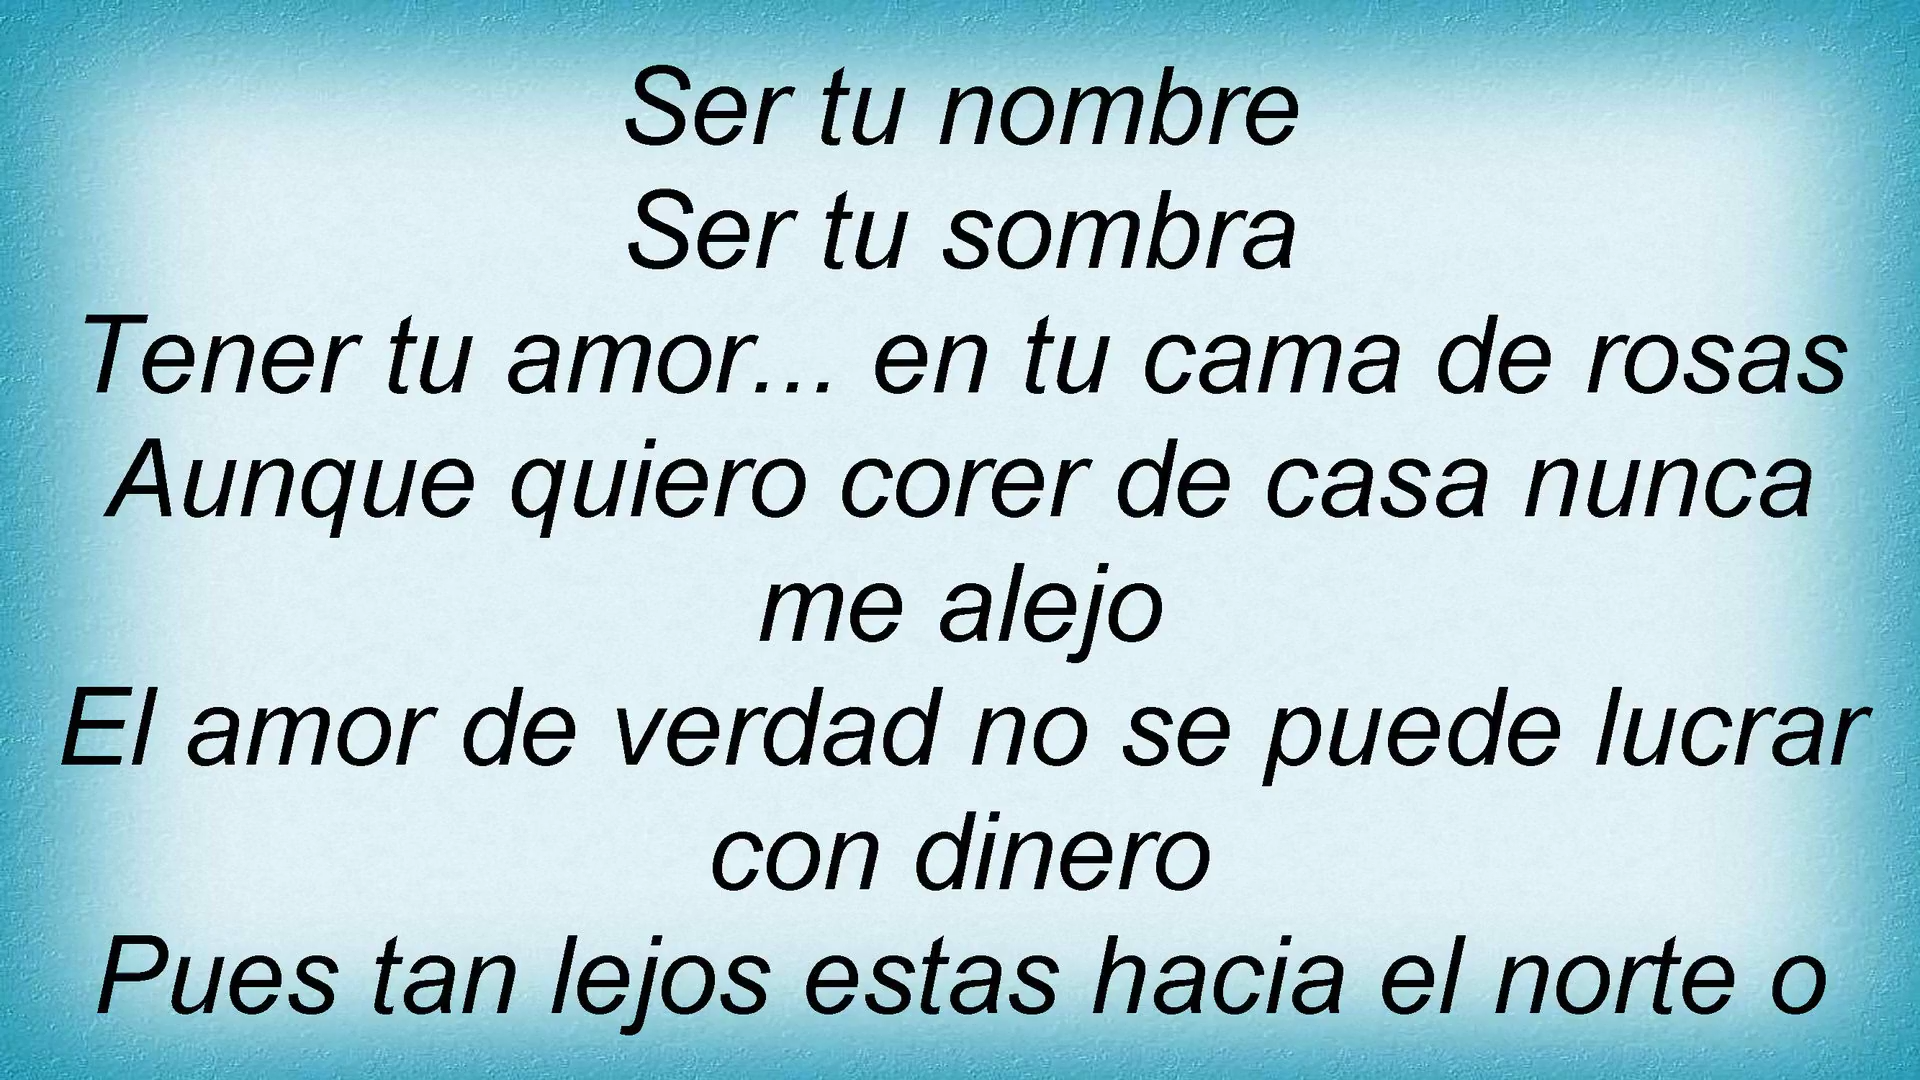 Ser tu nombre
Ser tu sombra
Tener tu amor... en tu cama de rosas
Aunque quiero corer de casa nunca
me alejo
El amor de verdad no se puede lucrar
con dinero
Pues tan lejos estas hacia el norte o